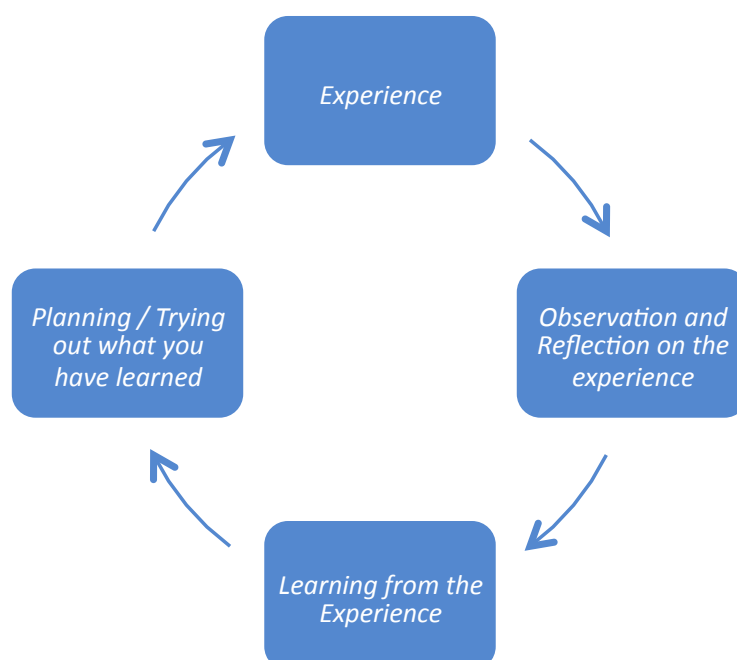 Experience
Planning / Trying
out what you
have learned
Observation and
Reflection on the
experience
Learning from the
Experience